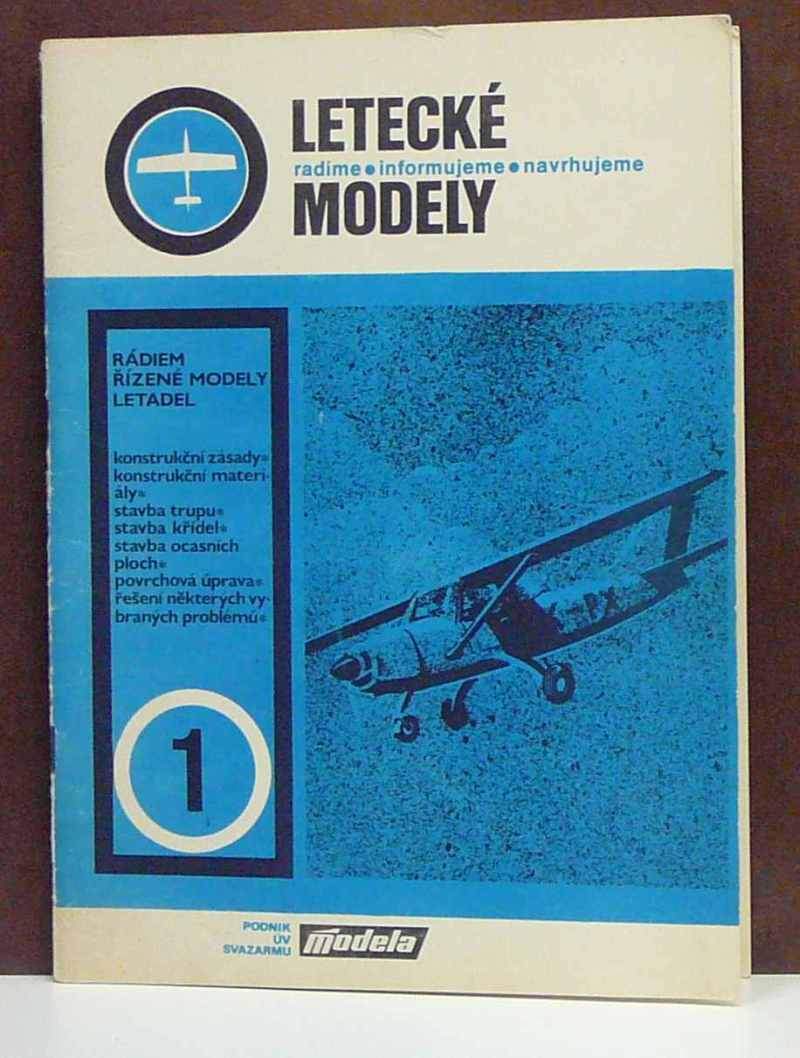 LETECKÉ
radíme ● informujeme ● navrhujeme
MODELY
RÁDIEM
ŘÍZENÉ MODELY
LETADEL
konstrukční zásady*
konstrukční materi-
ály*
stavba trupu*
stavba křídel*
stavba ocasních
ploch*
povrchová úprava*
řešení některých vy-
braných problémů*
1
PODNIK
ÚV
SVAZARMU
modela